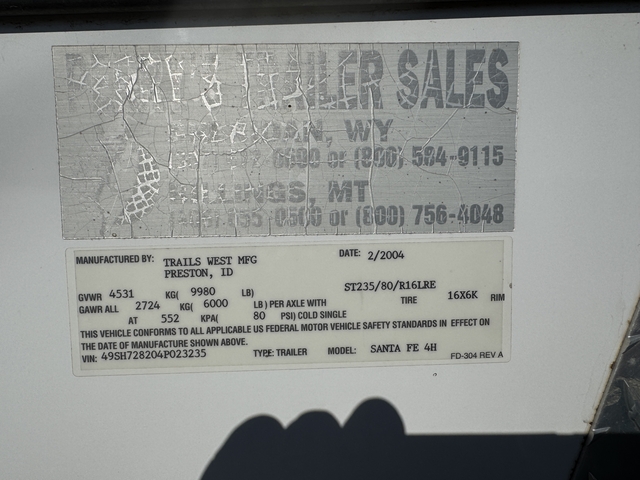 TRAILER SALES
WY
0090 or (800) 584-9115
BILLINGS, MT
0500 or (800) 756-4048
MANUFACTURED BY: TRAILS WEST MFG DATE: 2/2004
PRESTON, ID
GVWR 4531 KG( 9980 LB) ST235/80/R16LRE
GAWR ALL 2724 KG( 6000 LB) PER AXLE WITH TIRE 16X6K RIM
AT 552 KPA( 80 PSI) COLD SINGLE
THIS VEHICLE CONFORMS TO ALL APPLICABLE US FEDERAL MOTOR VEHICLE SAFETY STANDARDS IN EFFECT ON
THE DATE OF MANUFACTURE SHOWN ABOVE.
VIN: 49SH728204P023235 TYPE: TRAILER MODEL: SANTA FE 4H FD-304 REV A